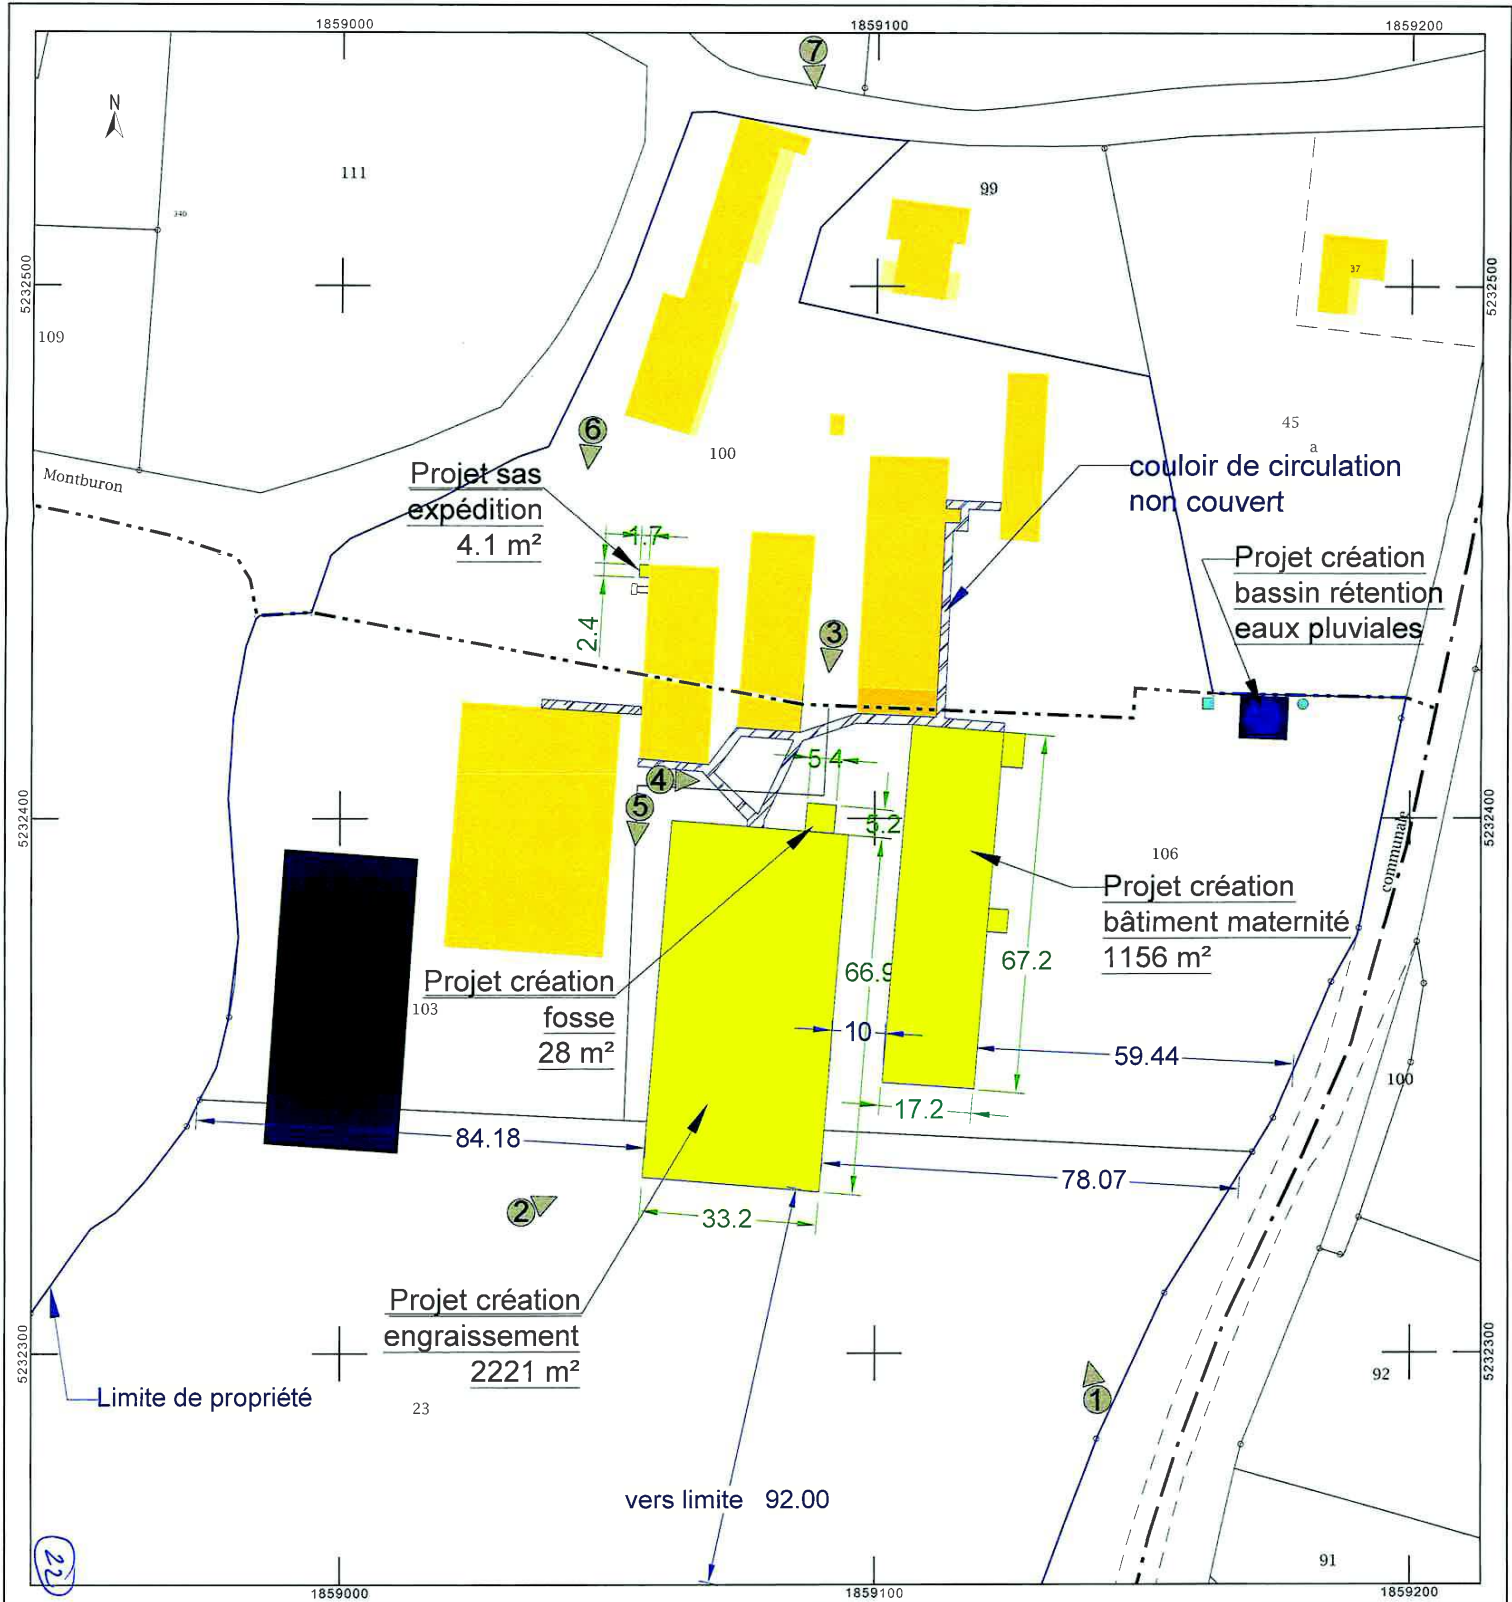 1859000
1859100
1859200
7
N
111
340
99
5232500
5232500
37
109
6
45
a
100
Montburon
Projet sas
expédition
4.1 m²
1.7
2.4
couloir de circulation
non couvert
Projet création
bassin rétention
eaux pluviales
3
5.4
4
5
5.2
5232400
5232400
communale
106
Projet création
bâtiment maternité
1156 m²
66.9
67.2
Projet création
fosse
28 m²
103
10
59.44
100
17.2
84.18
78.07
2
33.2
Projet création
engraissement
2221 m²
5232300
5232300
92
1
Limite de propriété
23
vers limite 92.00
22
91
1859000
1859100
1859200